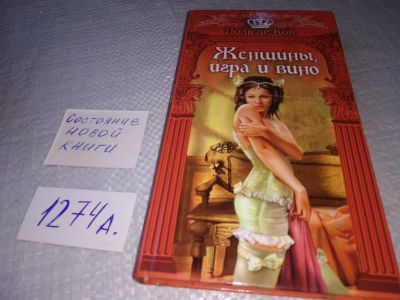 Поль де Кок
Женщины,
игра и вино
Состояние
новой
книги
1274А.